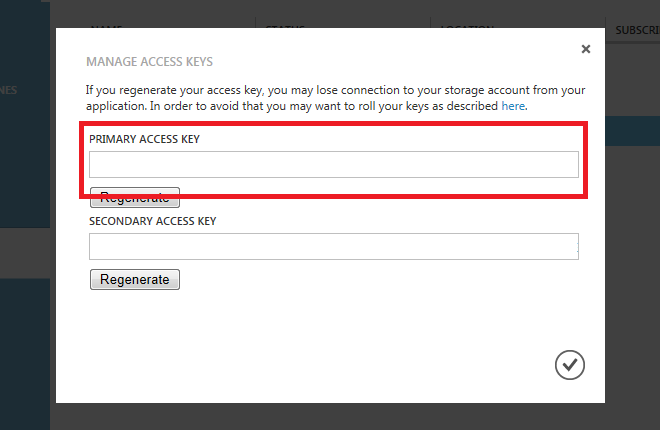 NAME STATUS LOCATION SUBSCRI
MANAGE ACCESS KEYS
NES
If you regenerate your access key, you may lose connection to your storage account from your
application. In order to avoid that you may want to roll your keys as described here.
PRIMARY ACCESS KEY
Regenerate
SECONDARY ACCESS KEY
Regenerate